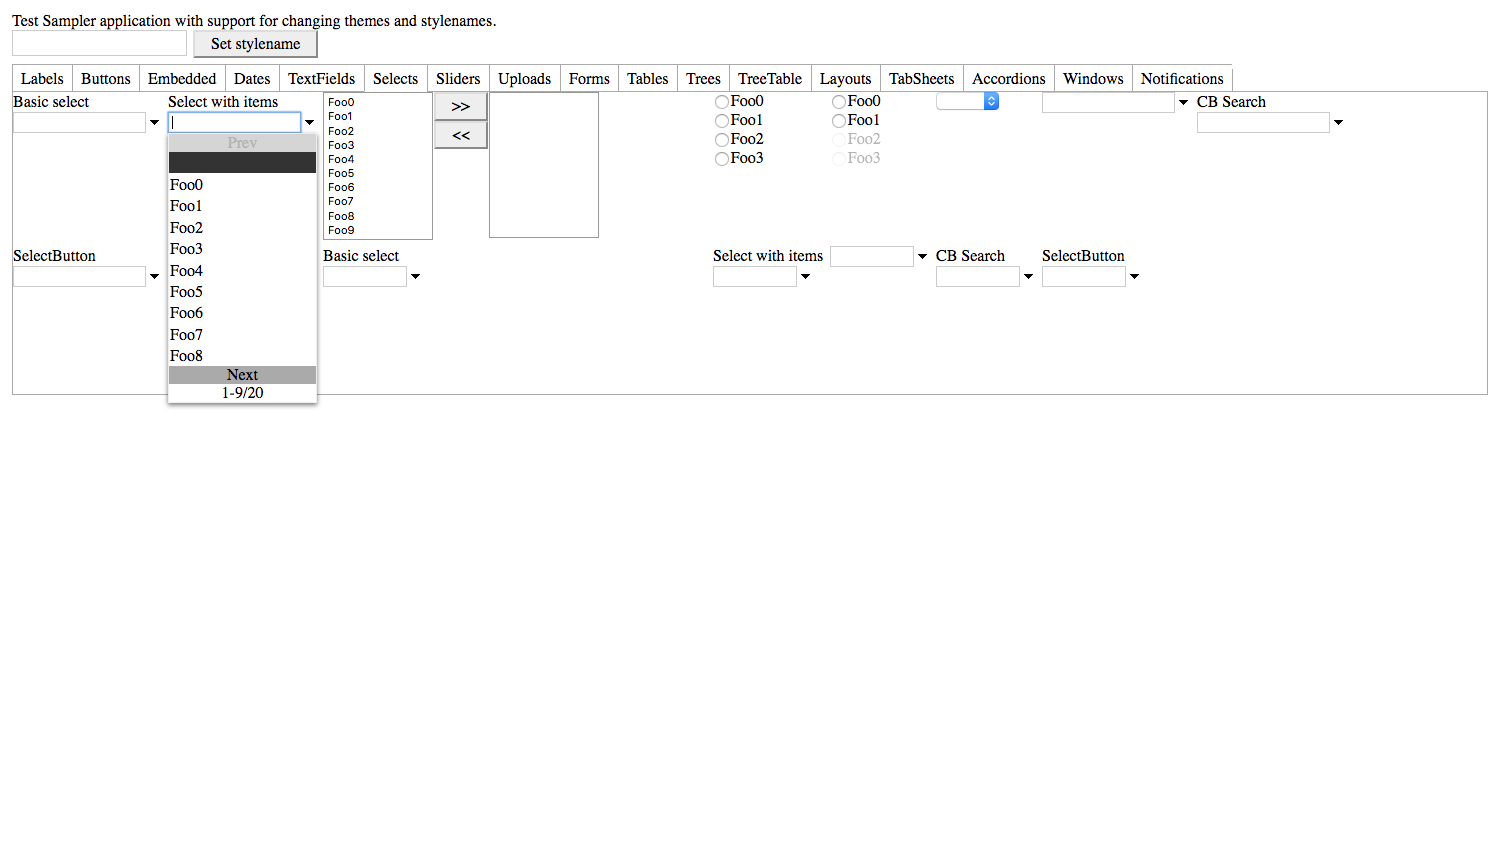 Test Sampler application with support for changing themes and stylenames.
Set stylename
Labels Buttons Embedded Dates TextFields Selects Sliders Uploads Forms Tables Trees TreeTable Layouts TabSheets Accordions Windows Notifications
Basic select
Select with items
Prev
Foo0
Foo1
Foo2
Foo3
Foo4
Foo5
Foo6
Foo7
Foo8
Next
1-9/20
Foo0
Foo1
Foo2
Foo3
Foo4
Foo5
Foo6
Foo7
Foo8
Foo9
>>
<<
Foo0
Foo1
Foo2
Foo3
Foo0
Foo1
Foo2
Foo3
CB Search
SelectButton
Basic select
Select with items
CB Search
SelectButton